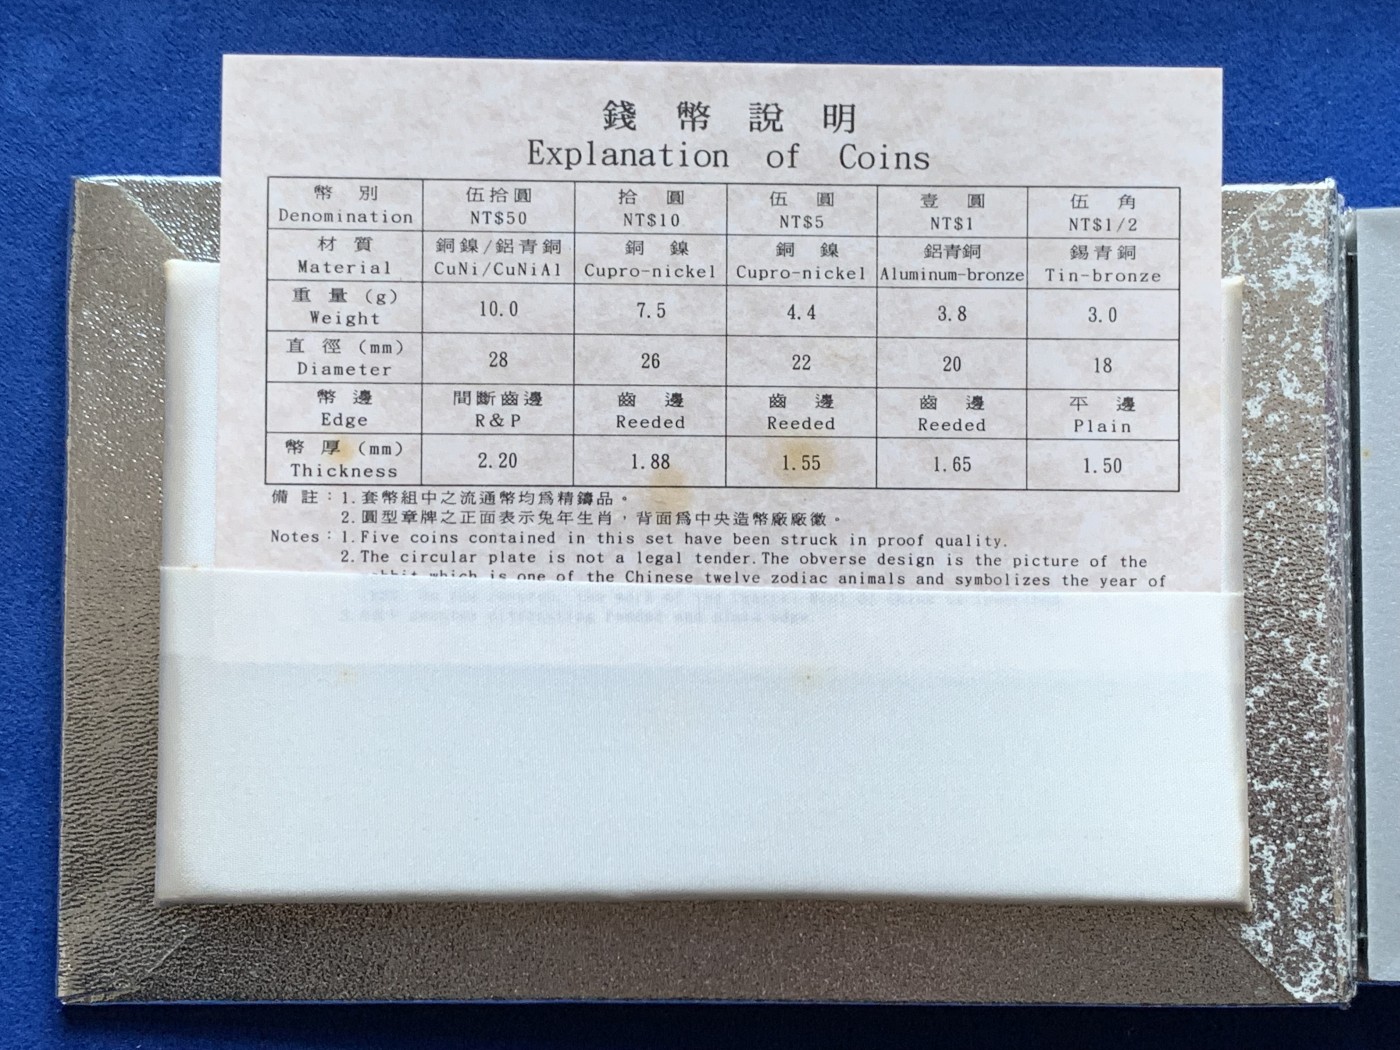 錢幣說明
Explanation of Coins
幣別 伍拾圓 拾圓 伍圓 壹圓 伍角
Denomination NT$50 NT$10 NT$5 NT$1 NT$1/2
材質 銅鎳/鋁青銅 銅鎳 銅鎳 鋁青銅 錫青銅
Material CuNi/CuNiAl Cupro-nickel Cupro-nickel Aluminum-bronze Tin-bronze
重量(g)
Weight 10.0 7.5 4.4 3.8 3.0
直徑(mm)
Diameter 28 26 22 20 18
幣邊 間斷齒邊 齒邊 齒邊 齒邊 平邊
Edge R&P Reeded Reeded Reeded Plain
幣厚(mm)
Thickness 2.20 1.88 1.55 1.65 1.50
備註:1.套幣組中之流通幣均爲精鑄品。
2.圓型章牌之正面表示兔年生肖,背面爲中央造幣廠廠徽。
Notes:1.Five coins contained in this set have been struck in proof quality.
2.The circular plate is not a legal tender.The obverse design is the picture of the
rabbit which is one of the Chinese twelve zodiac animals and symbolizes the year of